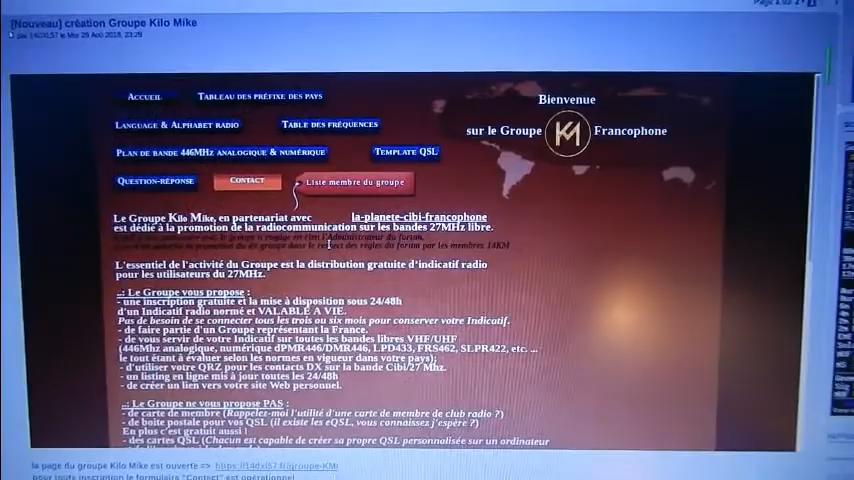 [Nouveau] création Groupe Kilo Mike
ACCUEIL
TABLEAU DES PRÉFIXE DES PAYS
LANGUAGE & ALPHABET RADIO
TABLE DES FRÉQUENCES
PLAN DE BANDE 446MHZ ANALOGIQUE & NUMÉRIQUE
TEMPLATE QSL
QUESTION-RÉPONSE
CONTACT
Liste membre du groupe
Bienvenue
sur le Groupe KM Francophone
Le Groupe Kilo Mike, en partenariat avec la-planete-cibi-francophone
est dédié à la promotion de la radiocommunication sur les bandes 27MHz libre.
L'essentiel de l'activité du Groupe est la distribution gratuite d'indicatif radio
pour les utilisateurs du 27MHz.
..: Le Groupe vous propose :
- une inscription gratuite et la mise à disposition sous 24/48h
d'un Indicatif radio normé et VALABLE A VIE.
Pas de besoin de se connecter tous les trois ou six mois pour conserver votre Indicatif.
- de faire partie d'un Groupe représentant la France.
- de vous servir de votre Indicatif sur toutes les bandes libres VHF/UHF
(446Mhz analogique, numérique dPMR446/DMR446, LPD433, FRS462, SLPR422, etc. ...
le tout étant à évaluer selon les normes en vigueur dans votre pays);
- d'utiliser votre QRZ pour les contacts DX sur la bande Cibi/27 Mhz.
- un listing en ligne mis à jour toutes les 24/48h
- de créer un lien vers votre site Web personnel.
..: Le Groupe ne vous propose PAS :
- de carte de membre (Rappelez-moi l'utilité d'une carte de membre de club radio ?)
- de boite postale pour vos QSL (il existe les eQSL, vous connaissez j'espère ?)
En plus c'est gratuit aussi !
- des cartes QSL (Chacun est capable de créer sa propre QSL personnalisée sur un ordinateur
la page du groupe Kilo Mike est ouverte =>
pour toute inscription le formulaire "Contact" est opérationnel